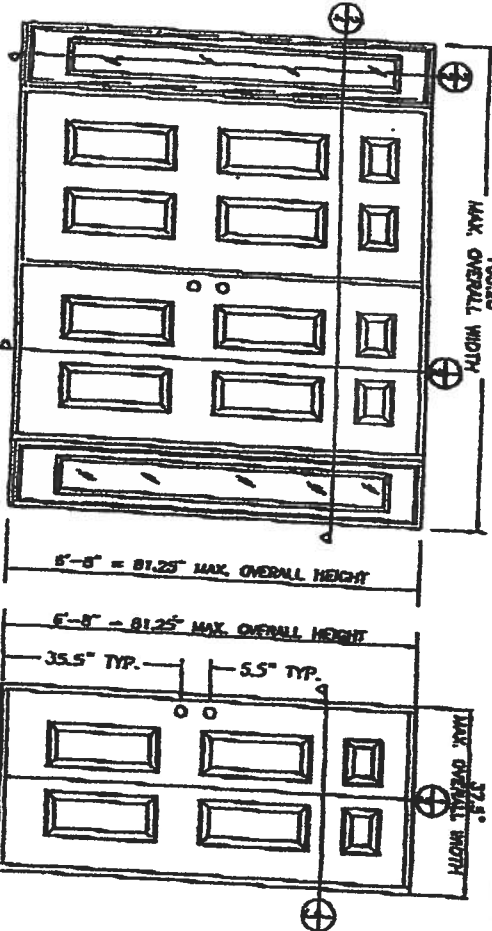 MAX. OVERALL WIDTH
6'-8" = 81.25" MAX. OVERALL HEIGHT
6'-8" - 81.25" MAX. OVERALL HEIGHT
35.5" TYP.
5.5" TYP.
MAX. OVERALL WIDTH